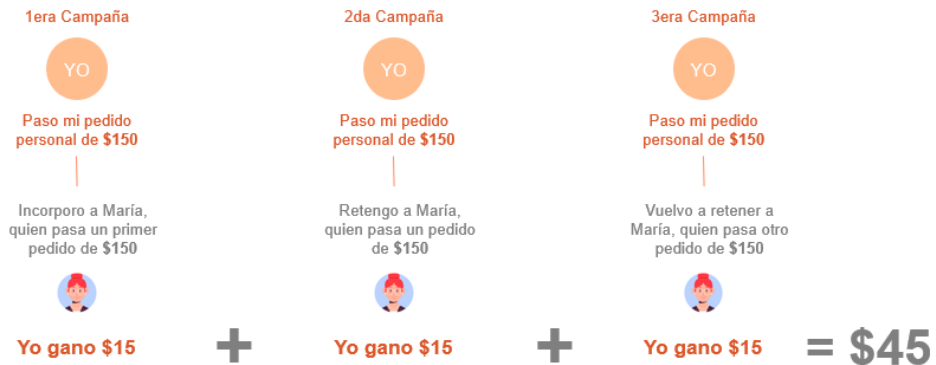 1era Campaña
YO
Paso mi pedido
personal de $150
Incorporo a María,
quien pasa un primer
pedido de $150
Yo gano $15
+
2da Campaña
YO
Paso mi pedido
personal de $150
Retengo a María,
quien pasa un pedido
de $150
Yo gano $15
+
3era Campaña
YO
Paso mi pedido
personal de $150
Vuelvo a retener a
María, quien pasa otro
pedido de $150
Yo gano $15
= $45